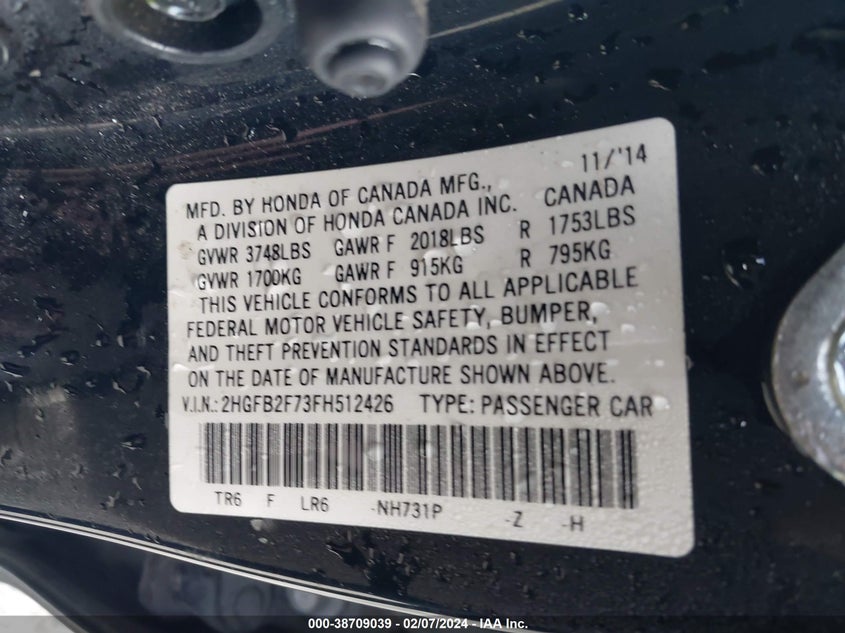 11/'14
MFD. BY HONDA OF CANADA MFG.,
A DIVISION OF HONDA CANADA INC. CANADA
GVWR 3748LBS GAWR F 2018LBS R 1753LBS
GVWR 1700KG GAWR F 915KG R 795KG
THIS VEHICLE CONFORMS TO ALL APPLICABLE
FEDERAL MOTOR VEHICLE SAFETY, BUMPER,
AND THEFT PREVENTION STANDARDS IN EFFECT
ON THE DATE OF MANUFACTURE SHOWN ABOVE.
V.I.N.: 2HGFB2F73FH512426 TYPE: PASSENGER CAR
TR6 F LR6 -NH731P -Z -H
000-38709039 - 02/07/2024 - IAA Inc.